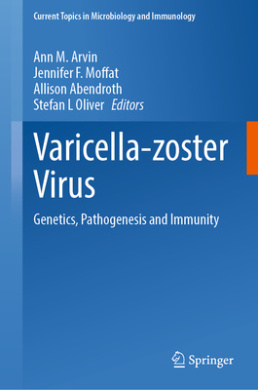 Current Topics in Microbiology and Immunology
Ann M. Arvin
Jennifer F. Moffat
Allison Abendroth
Stefan L Oliver Editors
Varicella-zoster
Virus
Genetics, Pathogenesis and Immunity
Springer